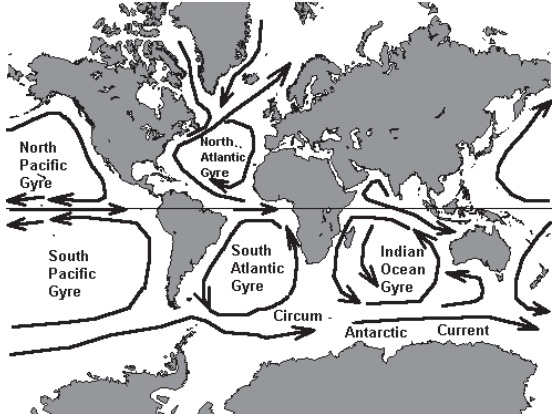 North
Pacific
Gyre
North
Atlantic
Gyre
South
Pacific
Gyre
South
Atlantic
Gyre
Indian
Ocean
Gyre
Circum -
Antarctic
Current